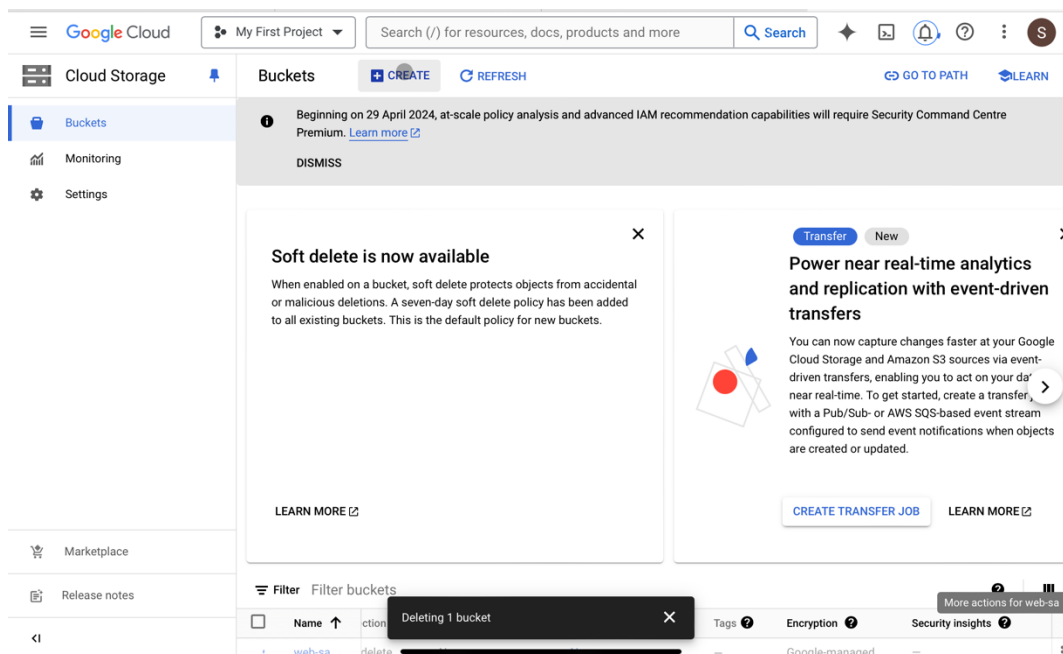 Google Cloud
My First Project
Search (/) for resources, docs, products and more
Search
S
Cloud Storage
Buckets
CREATE
REFRESH
GO TO PATH
LEARN
Buckets
Monitoring
Settings
Marketplace
Release notes
Beginning on 29 April 2024, at-scale policy analysis and advanced IAM recommendation capabilities will require Security Command Centre
Premium. Learn more
DISMISS
Soft delete is now available
When enabled on a bucket, soft delete protects objects from accidental
or malicious deletions. A seven-day soft delete policy has been added
to all existing buckets. This is the default policy for new buckets.
LEARN MORE
Transfer New
Power near real-time analytics
and replication with event-driven
transfers
You can now capture changes faster at your Google
Cloud Storage and Amazon S3 sources via event-
driven transfers, enabling you to act on your
near real-time. To get started, create a transfer
with a Pub/Sub- or AWS SQS-based event stream
configured to send event notifications when objects
are created or updated.
CREATE TRANSFER JOB
LEARN MORE
Filter Filter buckets
More actions for web-sa
Deleting 1 bucket
Name Tags Encryption Security insights
web-sa delete — Google-managed —